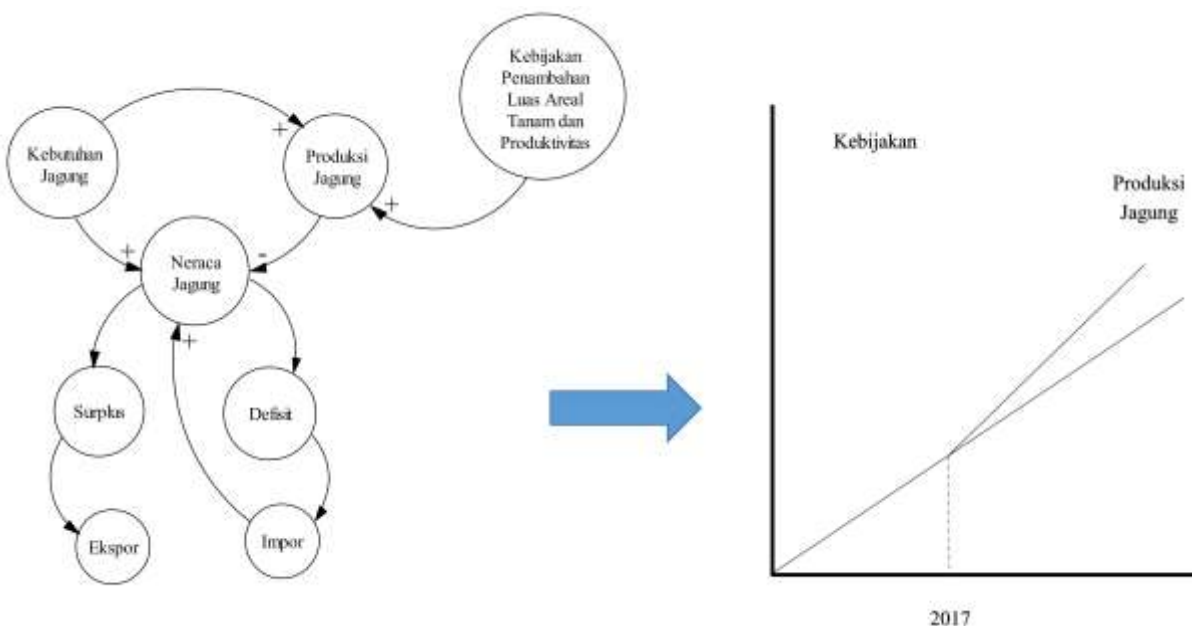 Kebijakan
Penambahan
Luas Areal
Tanam dan
Produktivitas
Kebutuhan
Jagung
+
Produksi
Jagung
+
+
-
Neraca
Jagung
+
Surplus
Defisit
Ekspor
Impor
Kebijakan
Produksi
Jagung
2017